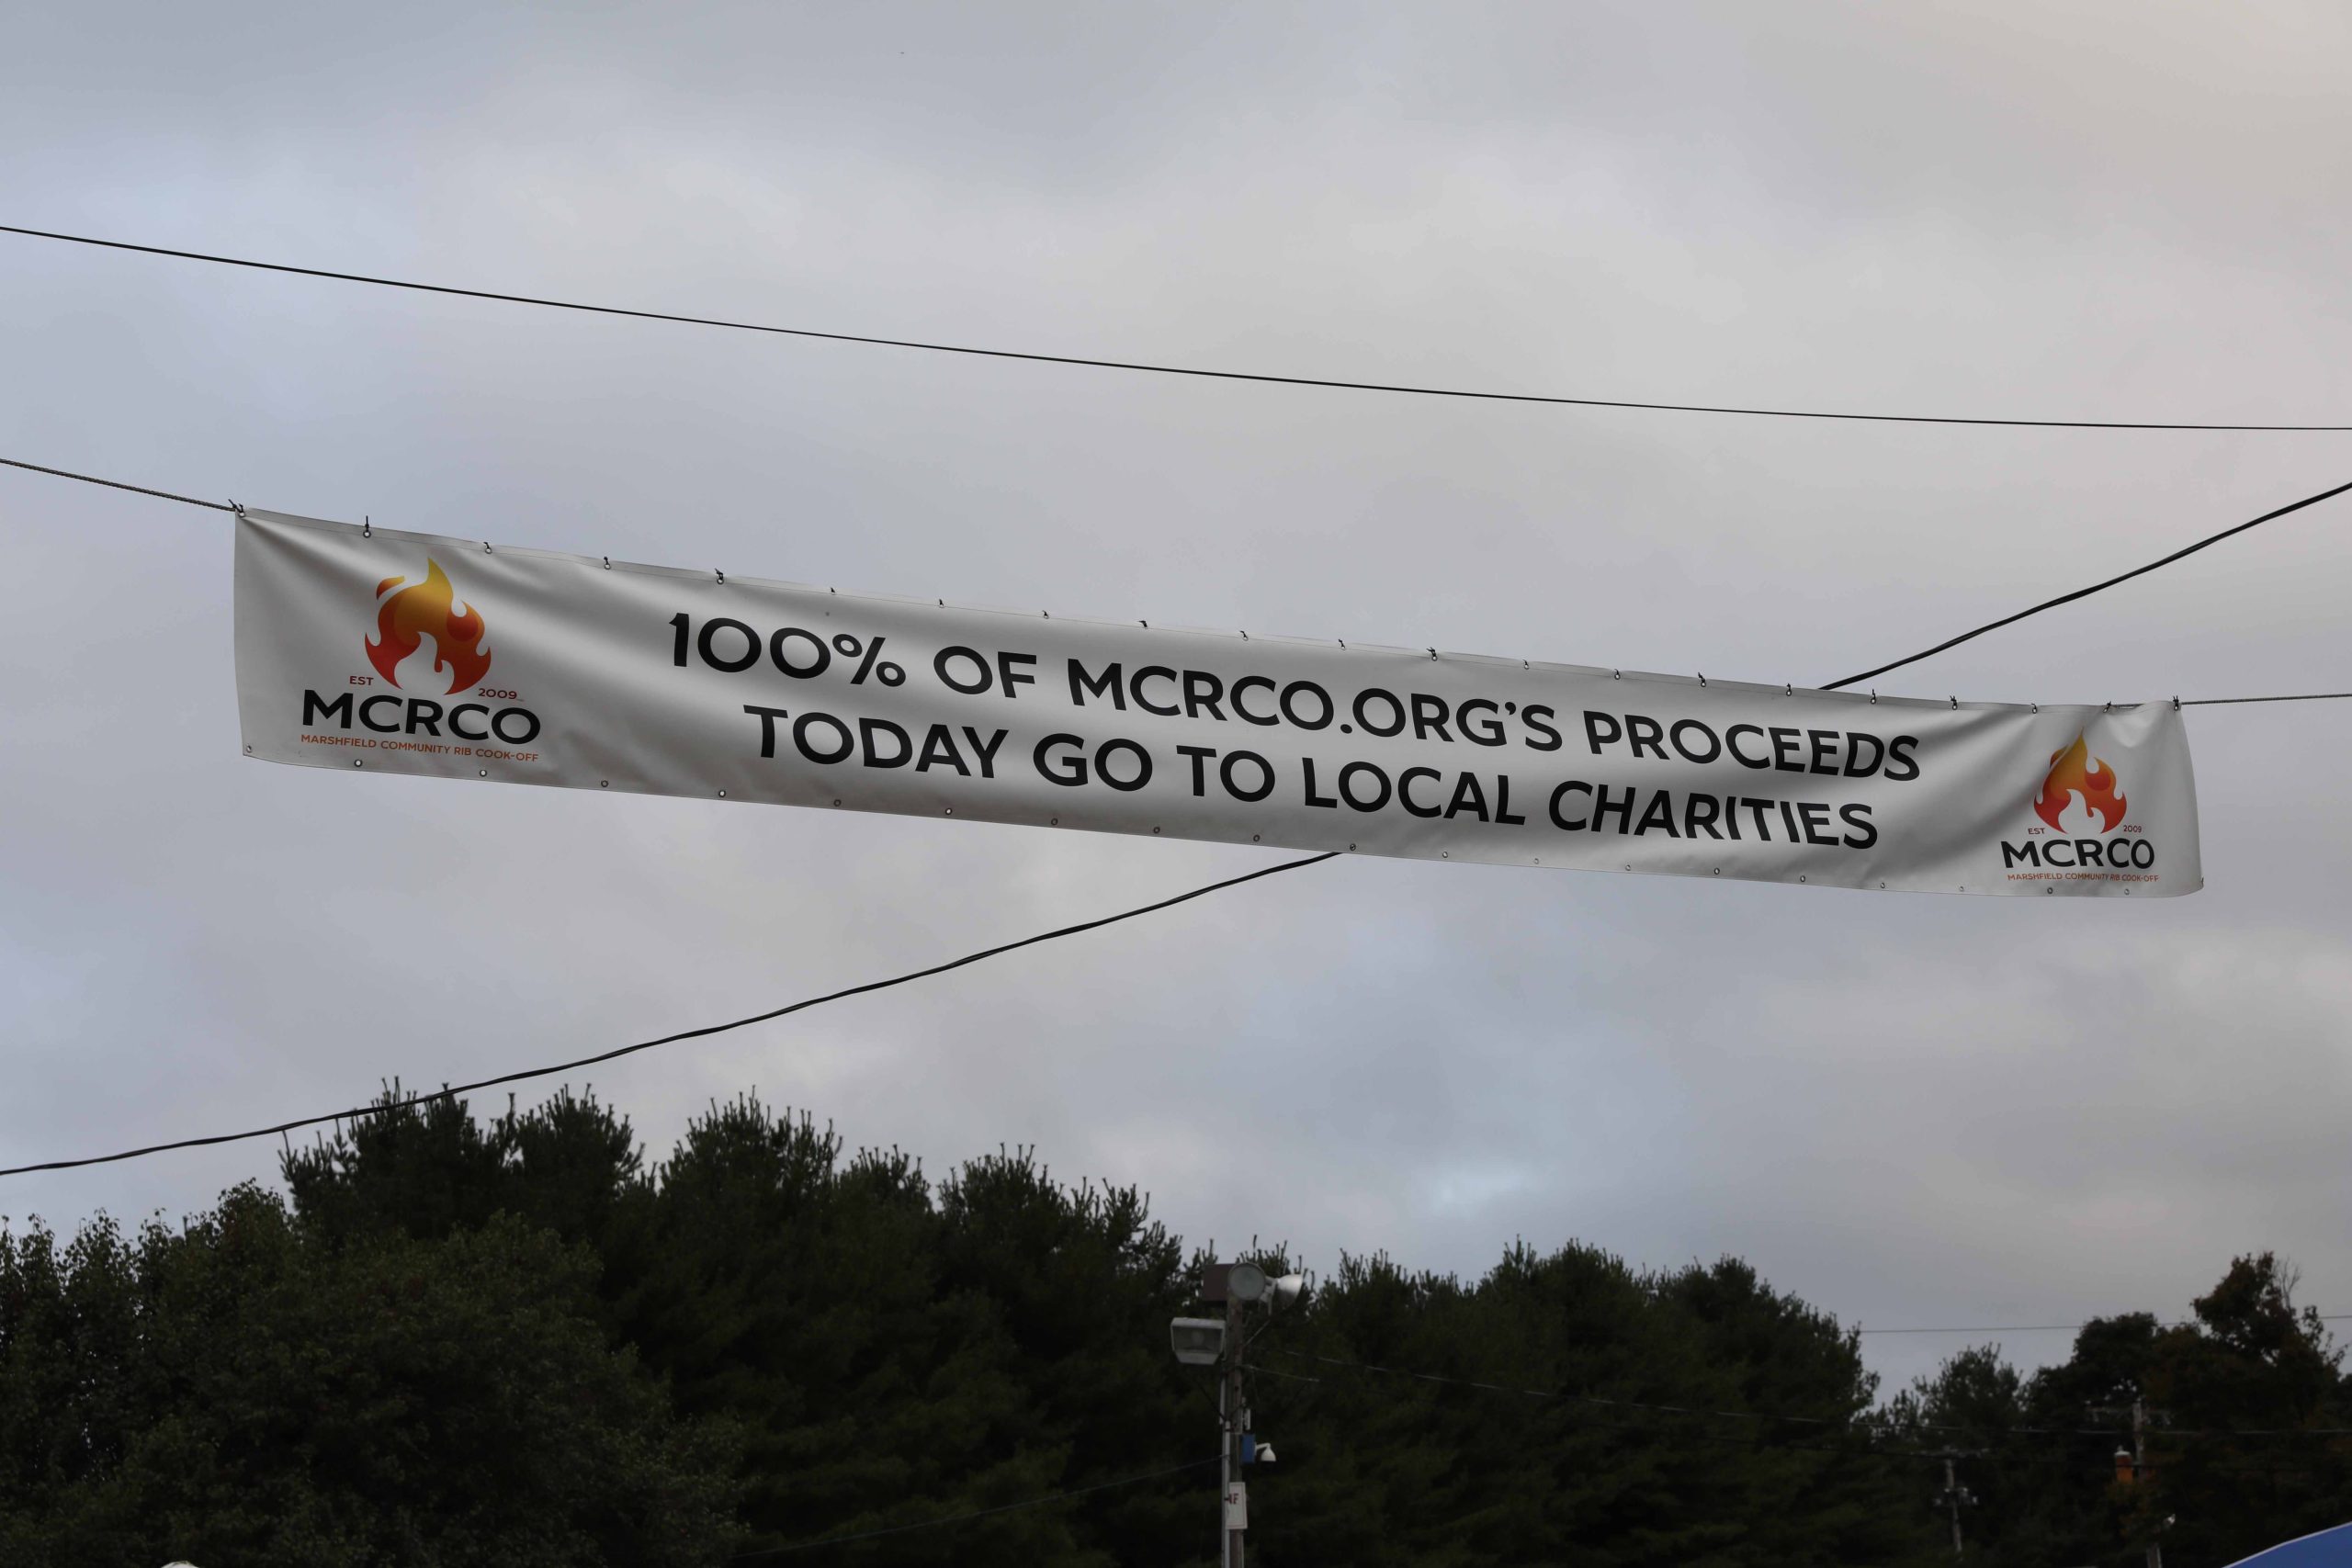 EST 2009
MCRCO
MARSHFIELD COMMUNITY RIB COOK-OFF
100% OF MCRCO.ORG'S PROCEEDS
TODAY GO TO LOCAL CHARITIES
EST 2009
MCRCO
MARSHFIELD COMMUNITY RIB COOK-OFF